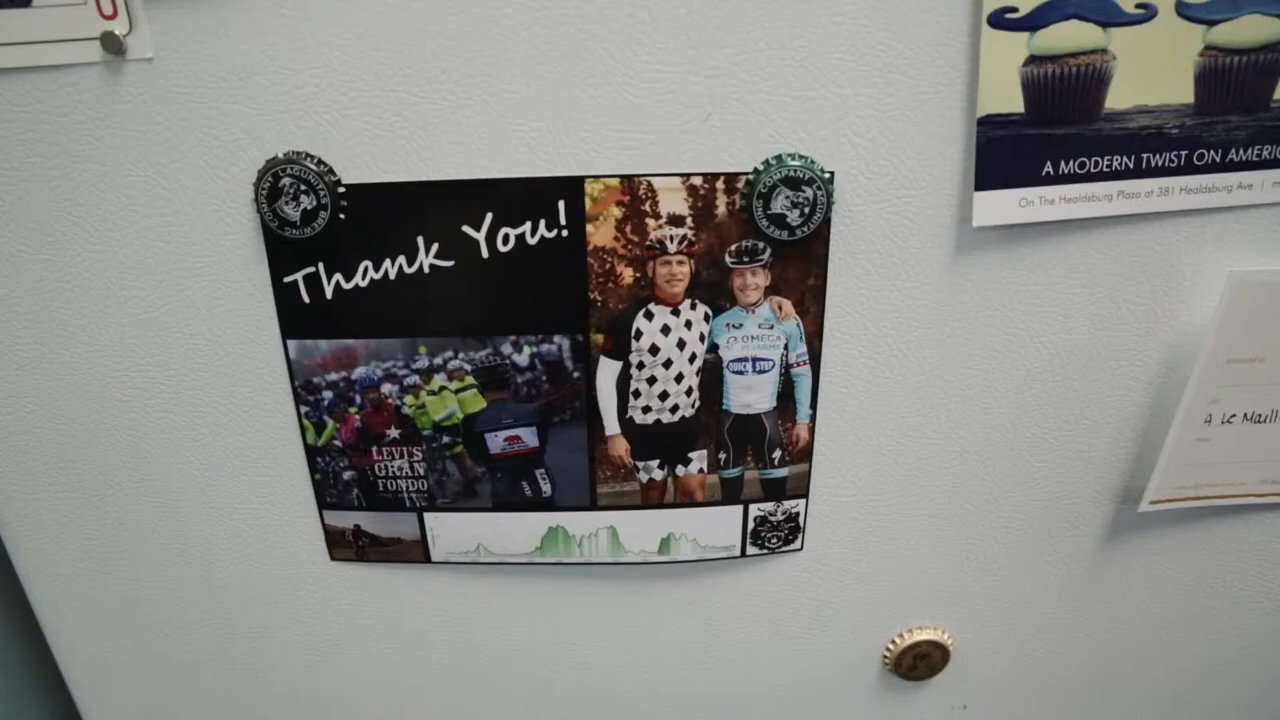 COMPANY LAGUNITAS BREWING
COMPANY LAGUNITAS BREWING
Thank You!
OMEGA
PHARMA
QUICK STEP
LEVI'S
GRAN
FONDO
A MODERN TWIST ON AMERIC
On The Healdsburg Plaza at 381 Healdsburg Ave | m
A Le Maill